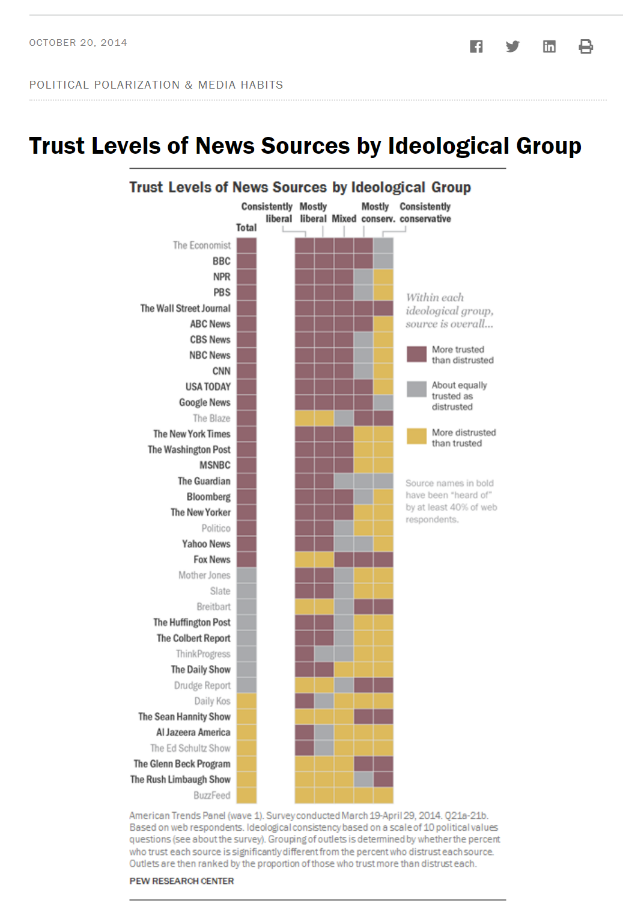 OCTOBER 20, 2014
POLITICAL POLARIZATION & MEDIA HABITS
Trust Levels of News Sources by Ideological Group
Trust Levels of News Sources by Ideological Group
Consistently Mostly Mostly Consistently
liberal liberal Mixed conserv. conservative
Total
The Economist
BBC
NPR
PBS
The Wall Street Journal
ABC News
CBS News
NBC News
CNN
USA TODAY
Google News
The Blaze
The New York Times
The Washington Post
MSNBC
The Guardian
Bloomberg
The New Yorker
Politico
Yahoo News
Fox News
Mother Jones
Slate
Breitbart
The Huffington Post
The Colbert Report
ThinkProgress
The Daily Show
Drudge Report
Daily Kos
The Sean Hannity Show
Al Jazeera America
The Ed Schultz Show
The Glenn Beck Program
The Rush Limbaugh Show
BuzzFeed
Within each
ideological group,
source is overall...
More trusted
than distrusted
About equally
trusted as
distrusted
More distrusted
than trusted
Source names in bold
have been "heard of"
by at least 40% of web
respondents.
American Trends Panel (wave 1). Survey conducted March 19-April 29, 2014. Q21a-21b.
Based on web respondents. Ideological consistency based on a scale of 10 political values
questions (see about the survey). Grouping of outlets is determined by whether the percent
who trust each source is significantly different from the percent who distrust each source.
Outlets are then ranked by the proportion of those who trust more than distrust each.
PEW RESEARCH CENTER